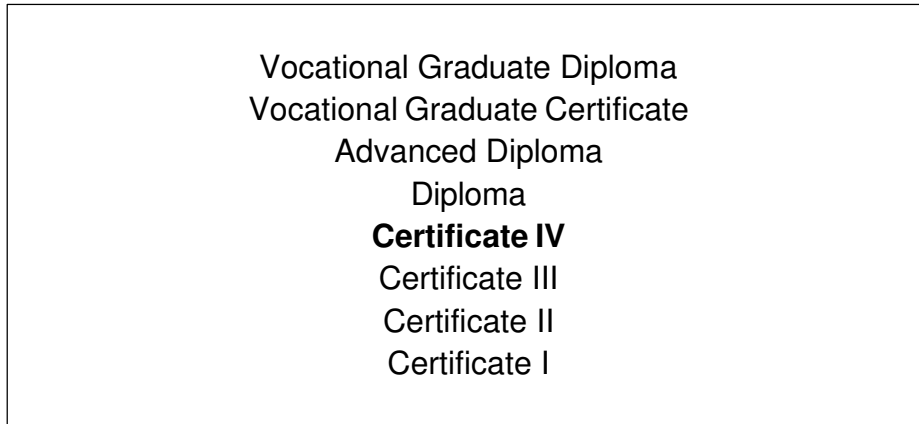 Vocational Graduate Diploma
Vocational Graduate Certificate
Advanced Diploma
Diploma
Certificate IV
Certificate III
Certificate II
Certificate I